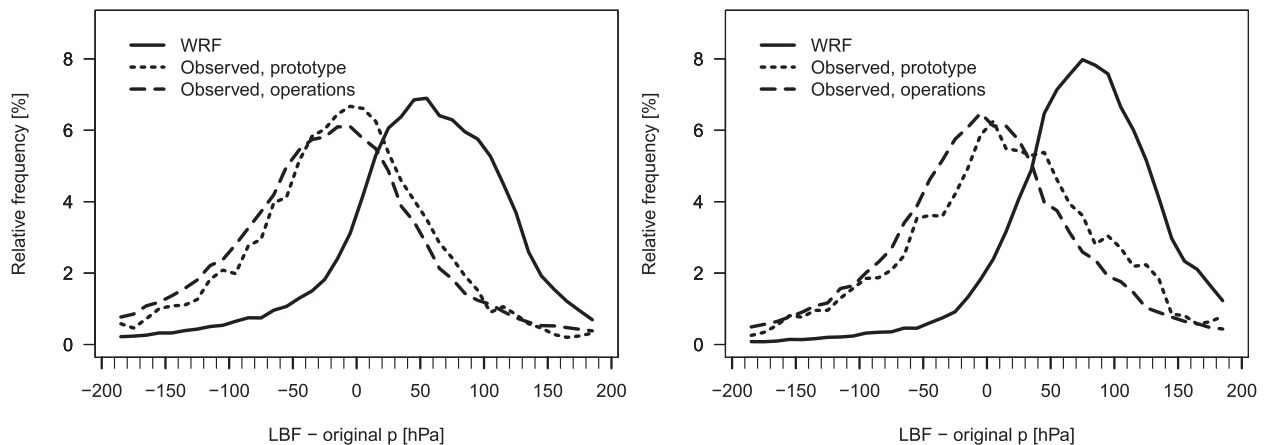 WRF
Observed, prototype
Observed, operations
Relative frequency [%]
8
6
4
2
0
−200 −150 −100 −50 0 50 100 150 200
LBF − original p [hPa]
WRF
Observed, prototype
Observed, operations
Relative frequency [%]
8
6
4
2
0
−200 −150 −100 −50 0 50 100 150 200
LBF − original p [hPa]